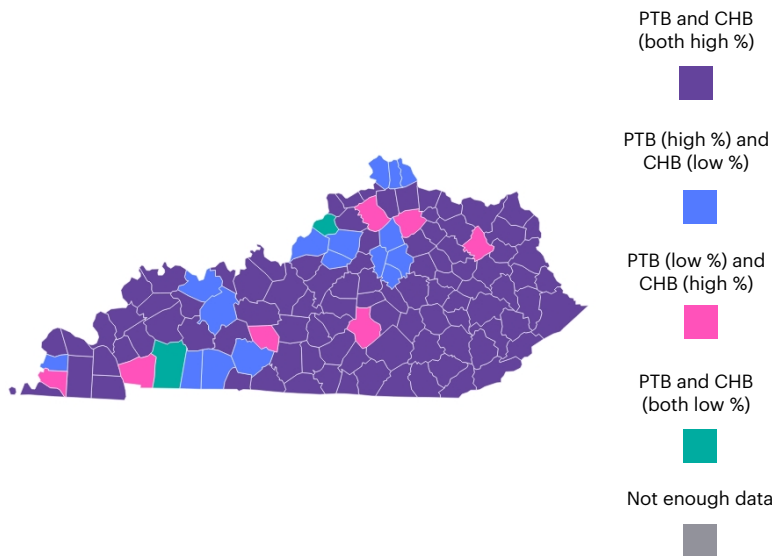 PTB and CHB
(both high %)
PTB (high %) and
CHB (low %)
PTB (low %) and
CHB (high %)
PTB and CHB
(both low %)
Not enough data